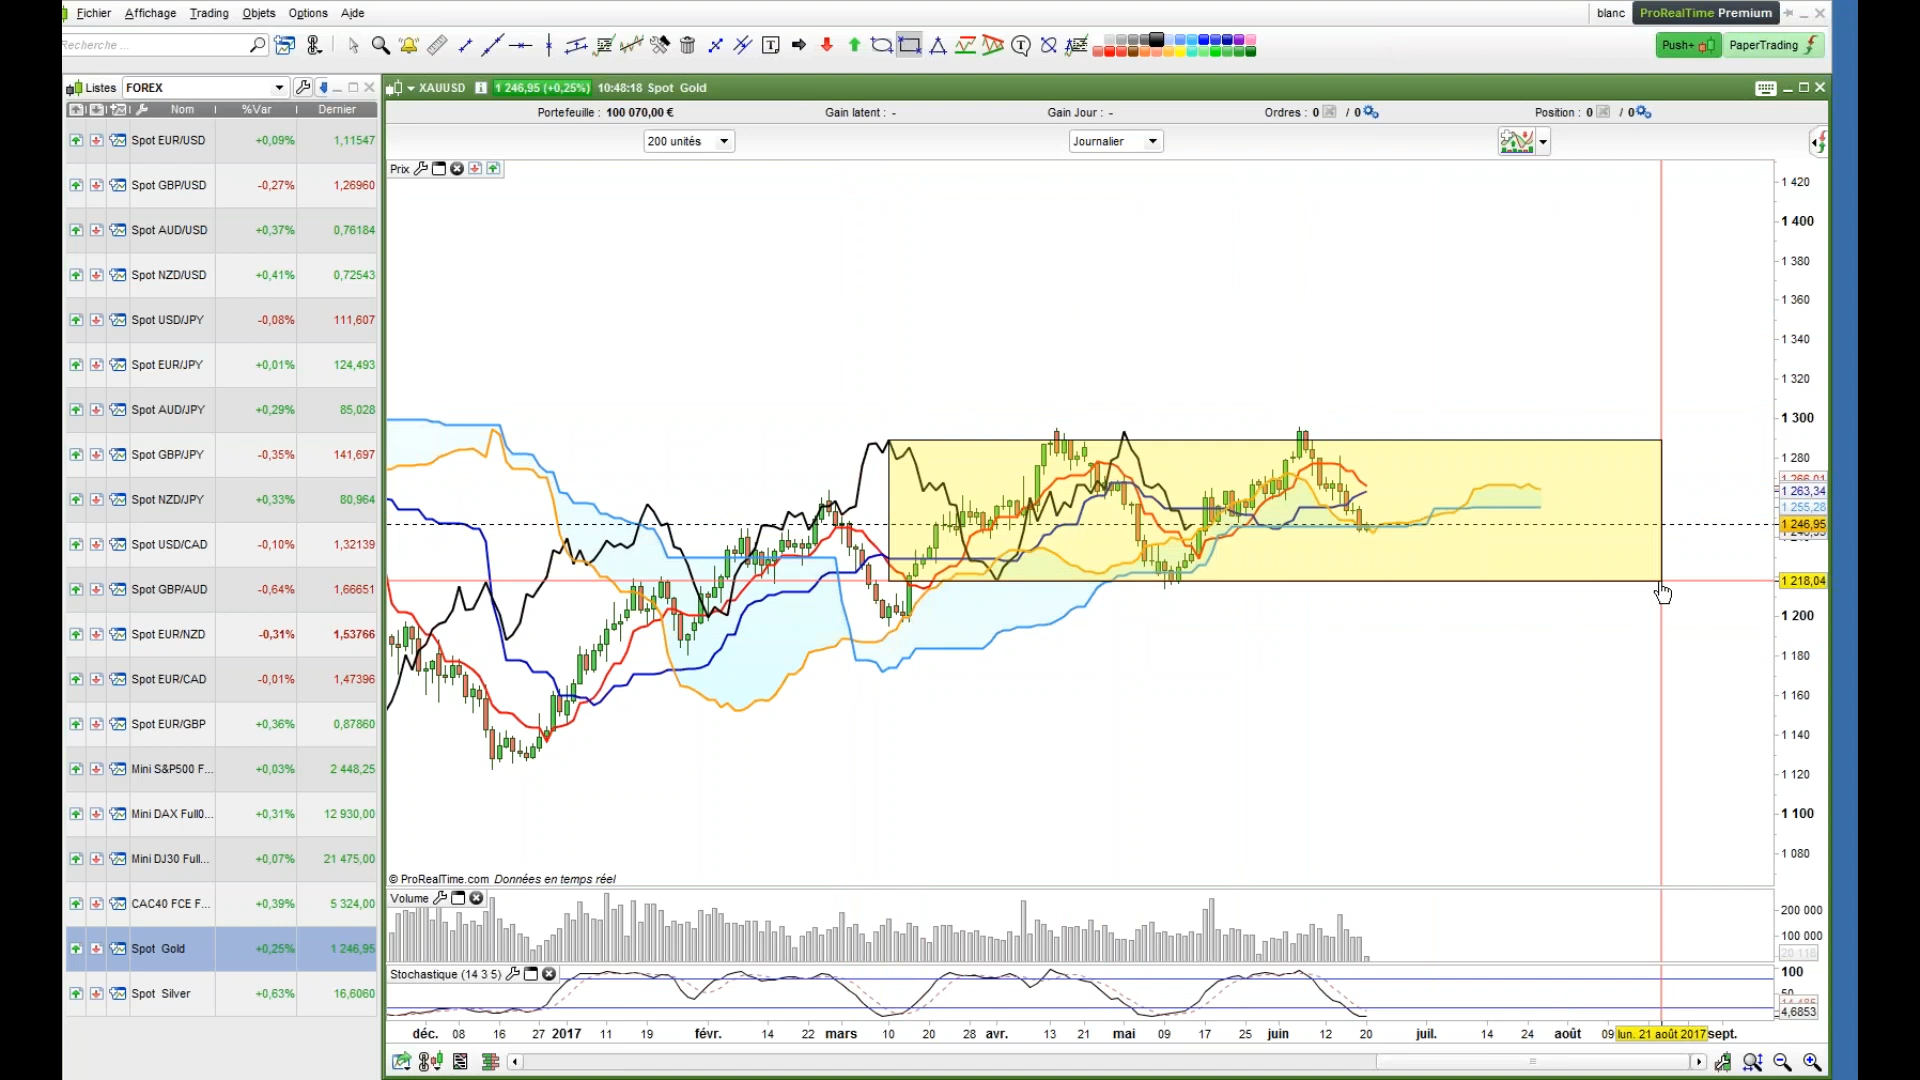 Fichier Affichage Trading Objets Options Aide blanc ProRealTime Premium
Recherche ... Push+ PaperTrading
Listes FOREX
XAUUSD 1 246,95 (+0,25%) 10:48:18 Spot Gold
Nom %Var Dernier
Portefeuille : 100 070,00 € Gain latent : - Gain Jour : - Ordres : 0 / 0 Position : 0 / 0
200 unités Journalier
Prix
Spot EUR/USD +0,09% 1,11547
Spot GBP/USD -0,27% 1,26960
Spot AUD/USD +0,37% 0,76184
Spot NZD/USD +0,41% 0,72543
Spot USD/JPY -0,08% 111,607
Spot EUR/JPY +0,01% 124,493
Spot AUD/JPY +0,29% 85,028
Spot GBP/JPY -0,35% 141,697
Spot NZD/JPY +0,33% 80,964
Spot USD/CAD -0,10% 1,32139
Spot GBP/AUD -0,64% 1,66651
Spot EUR/NZD -0,31% 1,53766
Spot EUR/CAD -0,01% 1,47396
Spot EUR/GBP +0,36% 0,87860
Mini S&P500 F... +0,03% 2 448,25
Mini DAX Full0... +0,31% 12 930,00
Mini DJ30 Full... +0,07% 21 475,00
CAC40 FCE F... +0,39% 5 324,00
Spot Gold +0,25% 1 246,95
Spot Silver +0,63% 16,6060
1 420
1 400
1 380
1 360
1 340
1 320
1 300
1 280
1 263,34
1 255,28
1 246,95
1 218,04
1 200
1 180
1 160
1 140
1 120
1 100
1 080
© ProRealTime.com Données en temps réel
Volume
200 000
100 000
20 118
Stochastique (14 3 5)
100
50
4,6853
déc. 08 16 27 2017 11 19 févr. 14 22 mars 10 20 28 avr. 13 21 mai 09 17 25 juin 12 20 juil. 14 24 août 09 lun. 21 août 2017 sept.